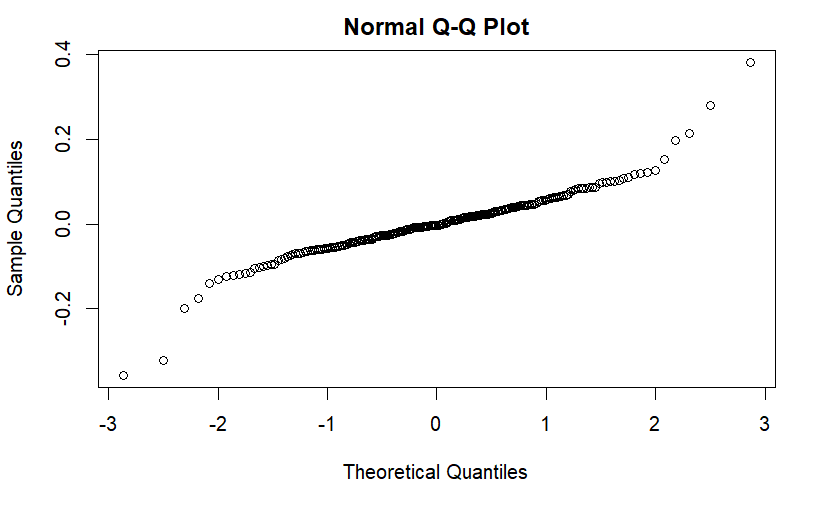 Normal Q-Q Plot
Sample Quantiles
0.4
0.2
0.0
-0.2
-3 -2 -1 0 1 2 3
Theoretical Quantiles